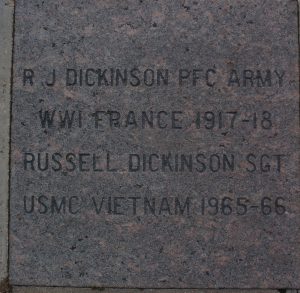 R J DICKINSON PFC ARMY
WWI FRANCE 1917-18
RUSSELL DICKINSON SGT
USMC VIETNAM 1965-66